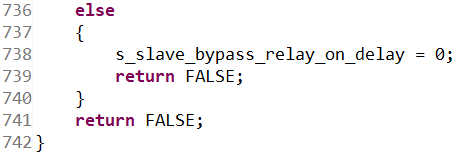 736    else
737    {
738        s_slave_bypass_relay_on_delay = 0;
739        return FALSE;
740    }
741    return FALSE;
742}